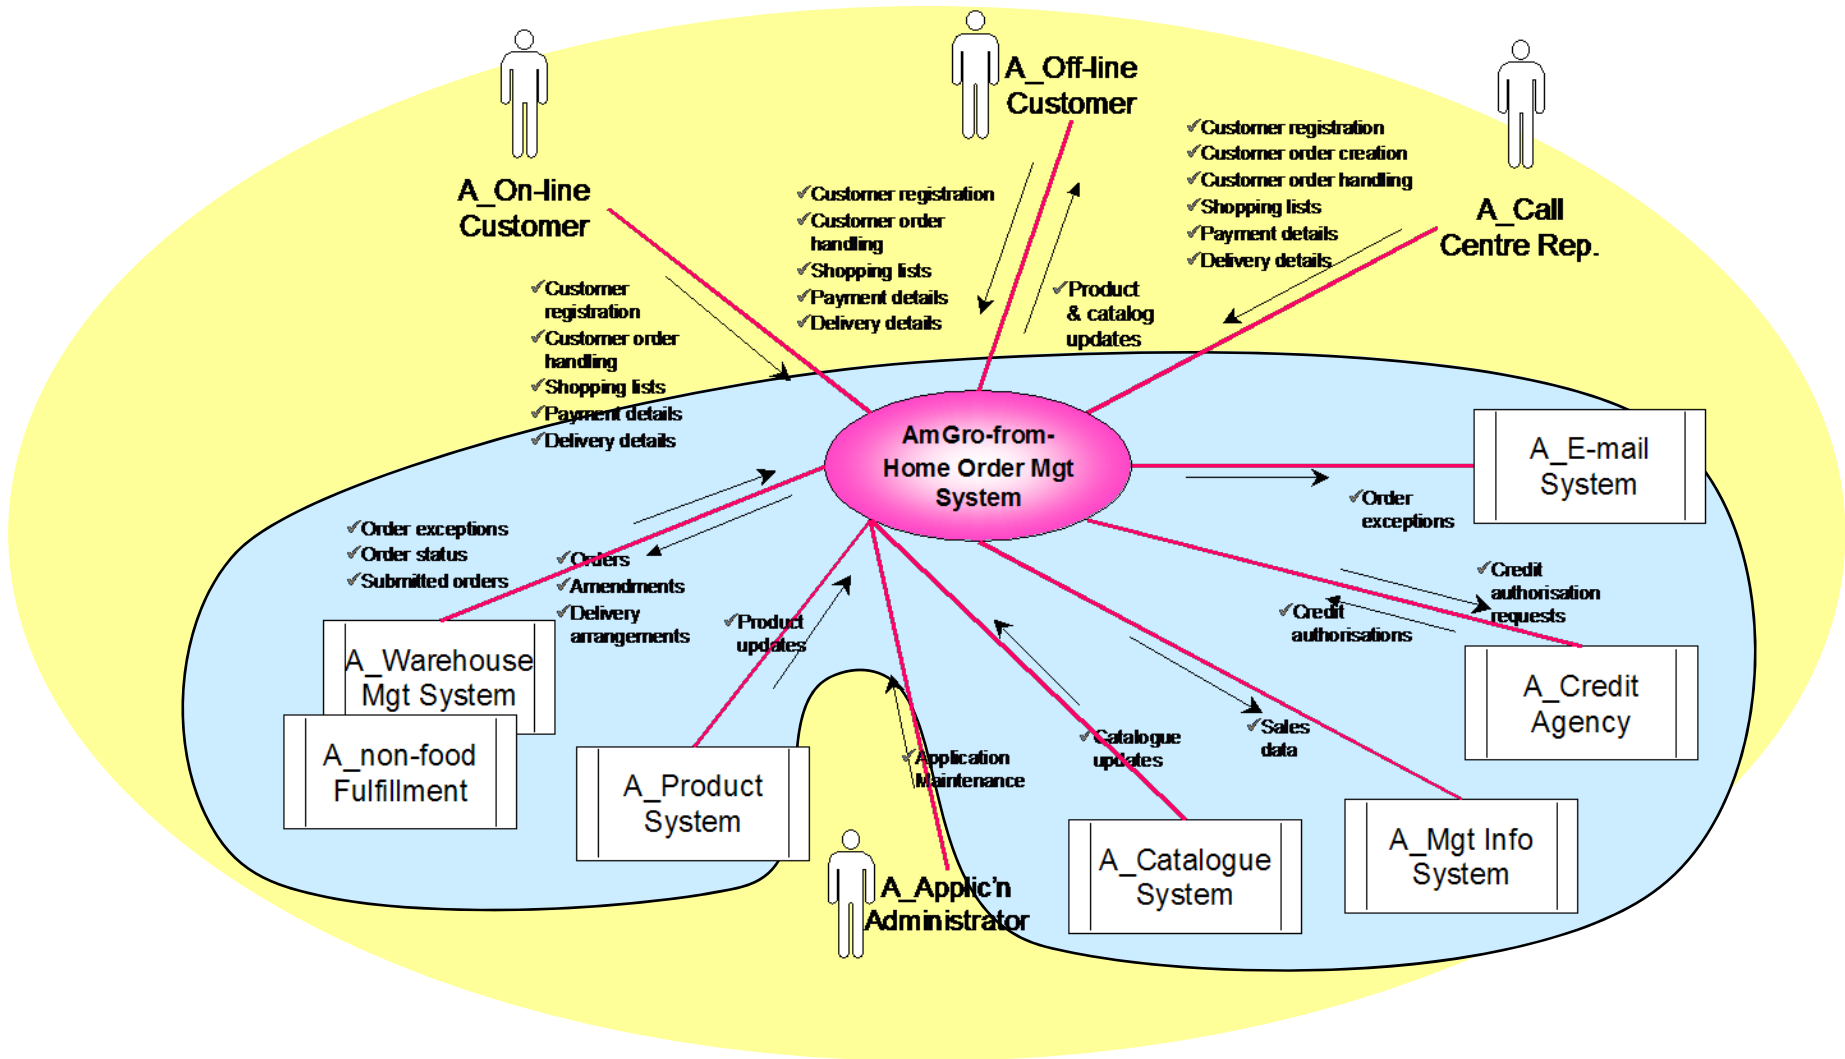 A_Off-line
Customer
A_On-line
Customer
A_Call
Centre Rep.
✓Customer registration
✓Customer order creation
✓Customer order handling
✓Shopping lists
✓Payment details
✓Delivery details
✓Customer registration
✓Customer order
handling
✓Shopping lists
✓Payment details
✓Delivery details
✓Product
& catalog
updates
✓Customer
registration
✓Customer order
handling
✓Shopping lists
✓Payment details
✓Delivery details
AmGro-from-
Home Order Mgt
System
A_E-mail
System
✓Order
exceptions
✓Order exceptions
✓Order status
✓Submitted orders
✓Orders
✓Amendments
✓Delivery
arrangements
✓Product
updates
✓Credit
authorisations
✓Credit
authorisation
requests
A_Warehouse
Mgt System
A_non-food
Fulfillment
A_Product
System
✓Application
Maintenance
✓Catalogue
updates
✓Sales
data
A_Credit
Agency
A_Applic'n
Administrator
A_Catalogue
System
A_Mgt Info
System